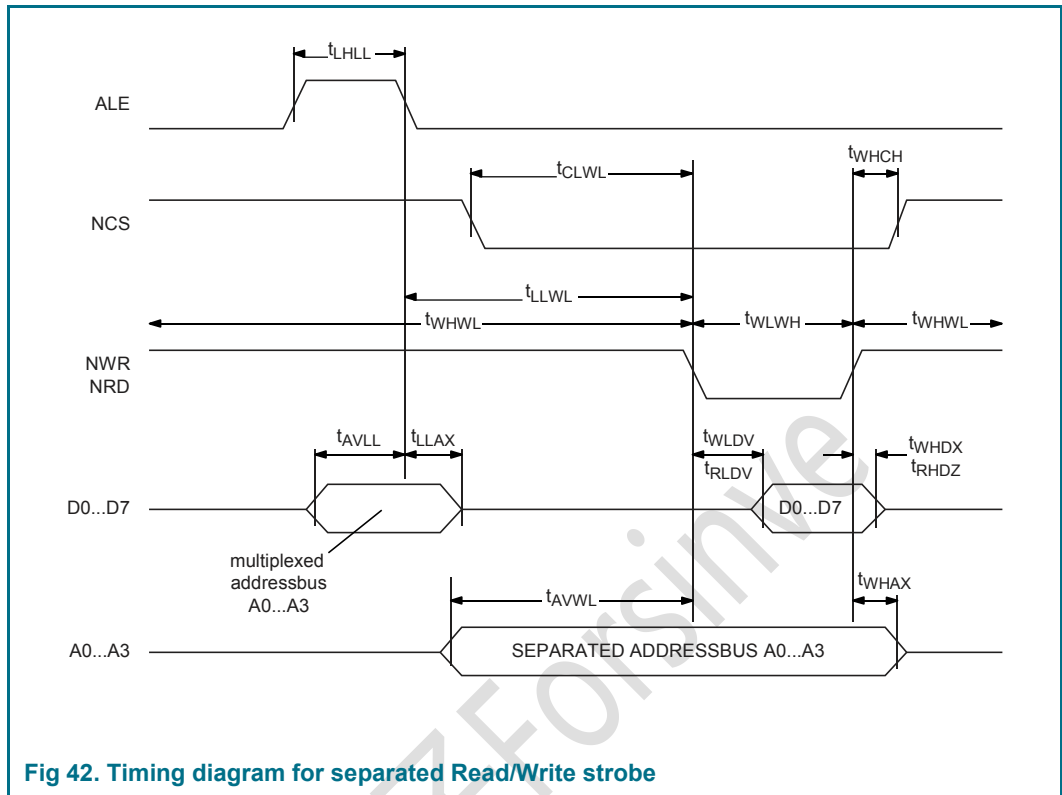 tLHLL
ALE
tWHCH
tCLWL
NCS
tLLWL
tWHWL
tWLWH
tWHWL
NWR
NRD
tAVLL
tLLAX
tWLDV
tRLDV
tWHDX
tRHDZ
D0...D7
D0...D7
multiplexed
addressbus
A0...A3
tWHAX
tAVWL
A0...A3
SEPARATED ADDRESSBUS A0...A3
Fig 42. Timing diagram for separated Read/Write strobe